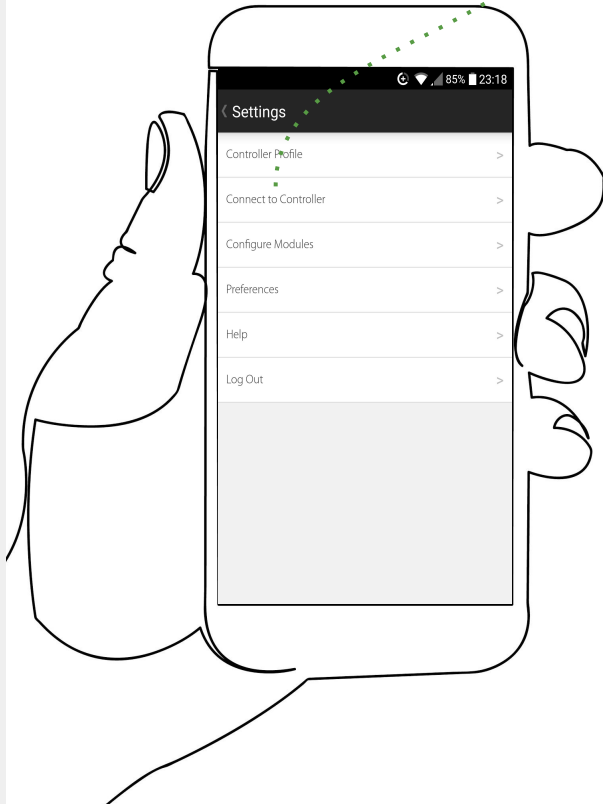 85% 23:18
Settings
Controller Profile >
Connect to Controller >
Configure Modules >
Preferences >
Help >
Log Out >